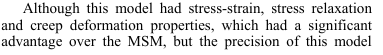 Although this model had stress-strain, stress relaxation
and creep deformation properties, which had a significant
advantage over the MSM, but the precision of this model